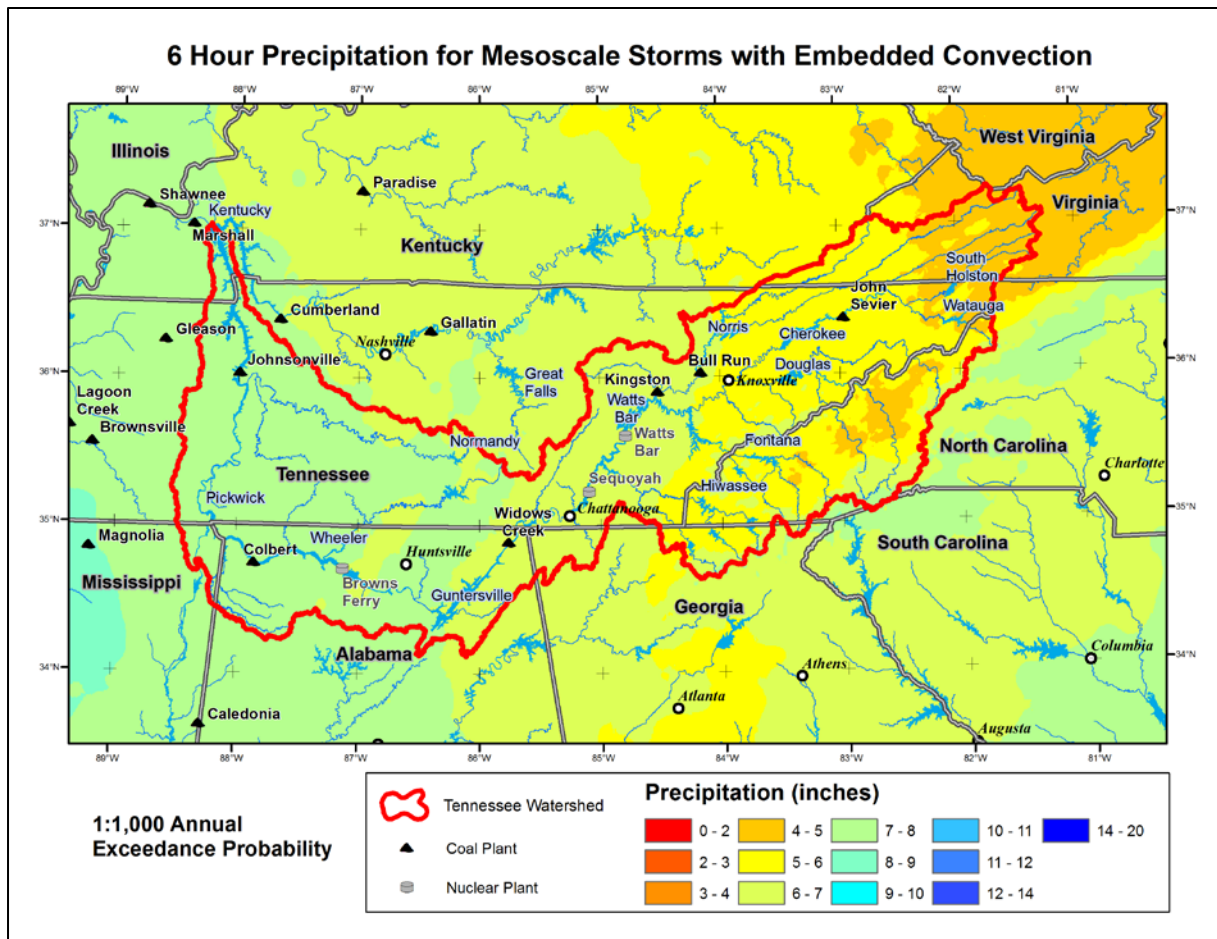 6 Hour Precipitation for Mesoscale Storms with Embedded Convection
89°W 88°W 87°W 86°W 85°W 84°W 83°W 82°W 81°W
West Virginia
Illinois
Paradise
Shawnee
Virginia
Kentucky
37°N 37°N
Marshall
Kentucky
South
Holston
John
Sevier
Watauga
Cumberland
Norris
Gallatin
Cherokee
Gleason
Nashville
Bull Run
Johnsonville
Douglas
36°N 36°N
Great
Falls
Kingston
Knoxville
Lagoon
Creek
Watts
Bar
Brownsville
Watts
Bar
Normandy
Fontana
North Carolina
Charlotte
Tennessee
Sequoyah
Hiwassee
Pickwick
Widows
Creek
Chattanooga
35°N 35°N
Magnolia
Wheeler
South Carolina
Colbert
Huntsville
Mississippi
Browns
Ferry
Guntersville
Georgia
Alabama
34°N 34°N
Columbia
Athens
Atlanta
Caledonia
Augusta
89°W 88°W 87°W 86°W 85°W 84°W 83°W 82°W 81°W
1:1,000 Annual
Exceedance Probability
Tennessee Watershed
Coal Plant
Nuclear Plant
Precipitation (inches)
0 - 2 4 - 5 7 - 8 10 - 11 14 - 20
2 - 3 5 - 6 8 - 9 11 - 12
3 - 4 6 - 7 9 - 10 12 - 14